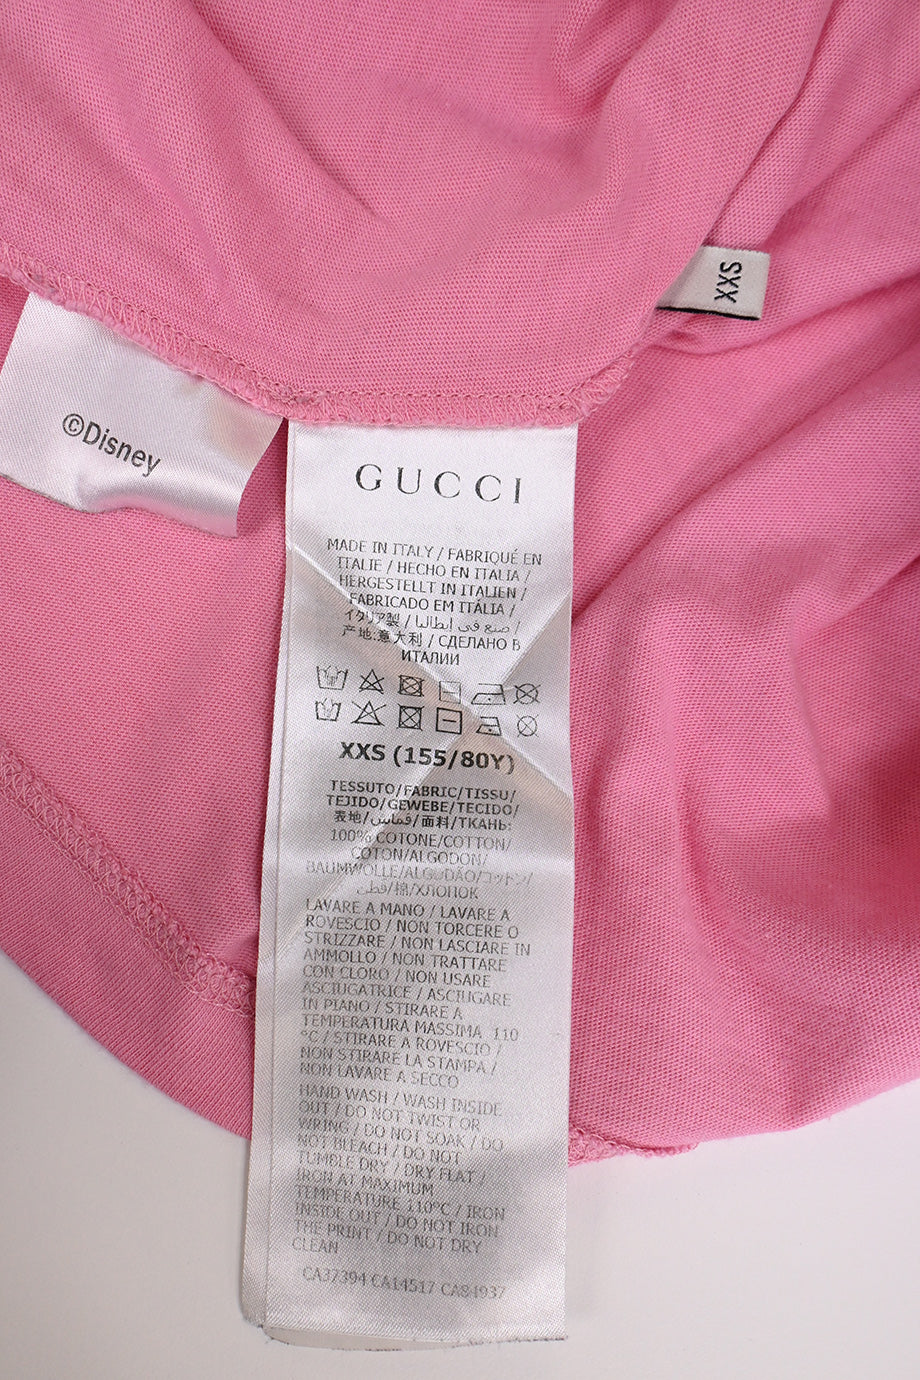 XXS
©Disney
GUCCI
MADE IN ITALY / FABRIQUÉ EN
ITALIE / HECHO EN ITALIA /
HERGESTELLT IN ITALIEN /
FABRICADO EM ITÁLIA /
イタリア製 / صنع في ايطاليا /
产地:意大利 / СДЕЛАНО В
ИТАЛИИ
XXS (155/80Y)
TESSUTO/FABRIC/TISSU/
TEJIDO/GEWEBE/TECIDO/
表地/قماس/面料/ТКАНЬ:
100% COTONE/COTTON/
COTON/ALGODON/
BAUMWOLLE/ALGODÃO/コットン/
قطن/棉/ХЛОПОК
LAVARE A MANO / LAVARE A
ROVESCIO / NON TORCERE O
STRIZZARE / NON LASCIARE IN
AMMOLLO / NON TRATTARE
CON CLORO / NON USARE
ASCIUGATRICE / ASCIUGARE
IN PIANO / STIRARE A
TEMPERATURA MASSIMA 110
°C / STIRARE A ROVESCIO /
NON STIRARE LA STAMPA /
NON LAVARE A SECCO
HAND WASH / WASH INSIDE
OUT / DO NOT TWIST OR
WRING / DO NOT SOAK / DO
NOT BLEACH / DO NOT
TUMBLE DRY / DRY FLAT /
IRON AT MAXIMUM
TEMPERATURE 110°C / IRON
INSIDE OUT / DO NOT IRON
THE PRINT / DO NOT DRY
CLEAN
CA37394 CA14517 CA84937